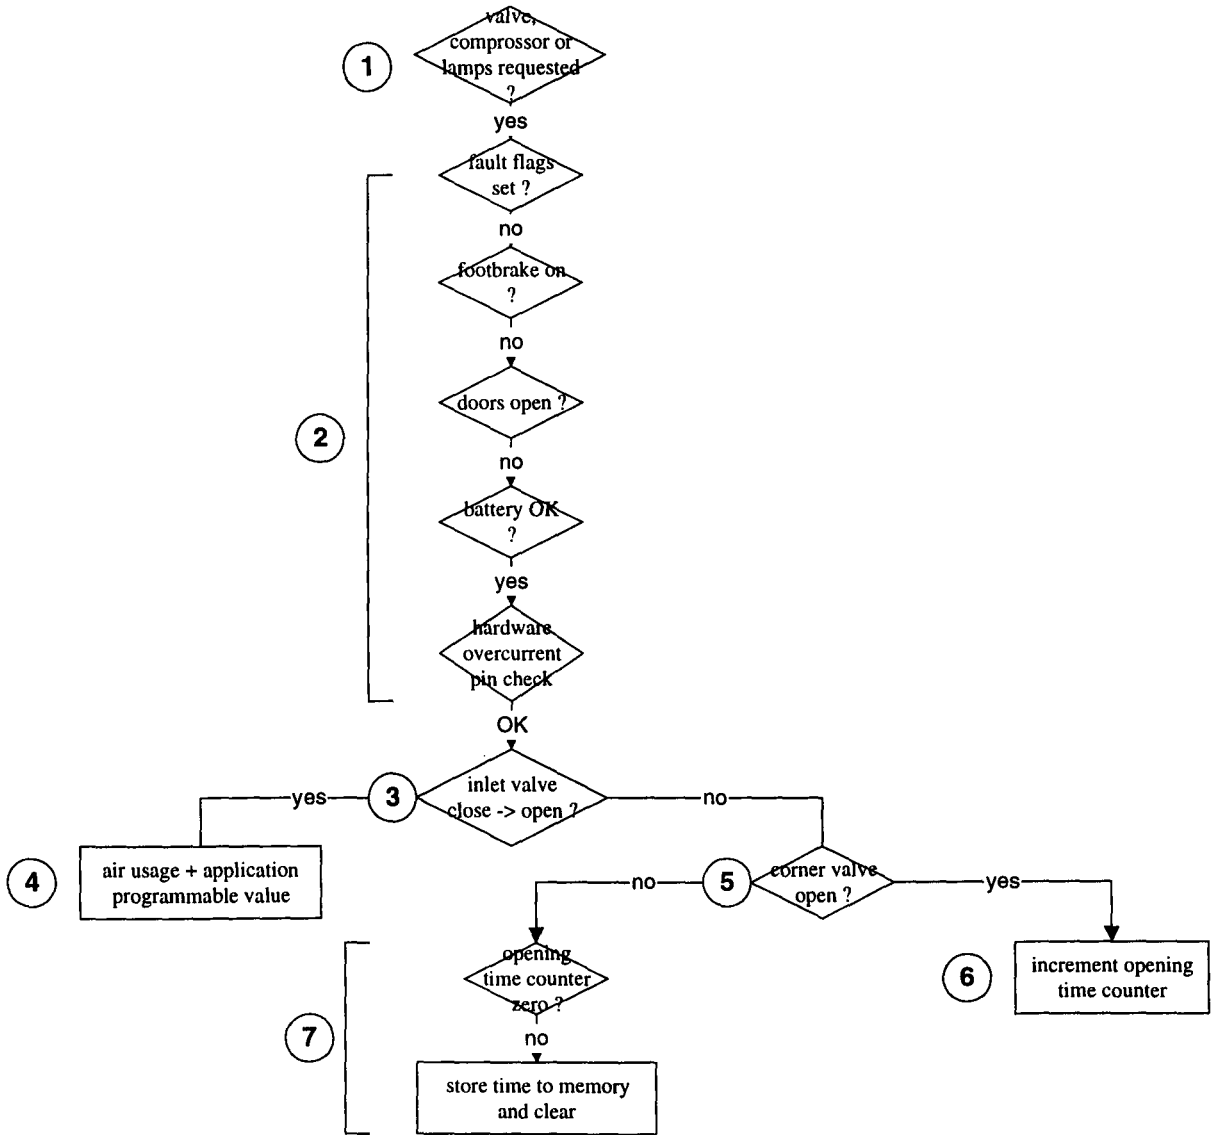 valve,
comprossor or
lamps requested
?
1
yes
fault flags
set ?
no
footbrake on
?
no
doors open ?
2
no
battery OK
?
yes
hardware
overcurrent
pin check
OK
yes
3
inlet valve
close -> open ?
no
4
air usage + application
programmable value
no
5
corner valve
open ?
yes
opening
time counter
zero ?
6
increment opening
time counter
7
no
store time to memory
and clear